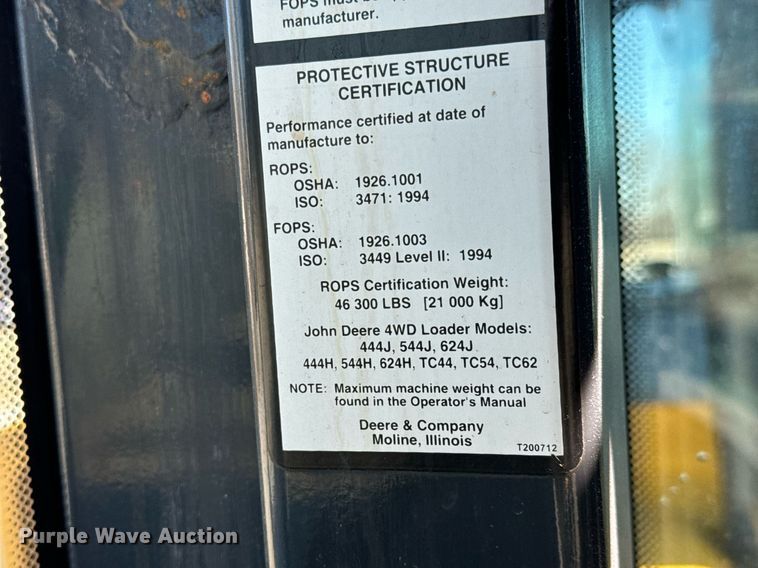 FOPS must be
manufacturer.
PROTECTIVE STRUCTURE
CERTIFICATION
Performance certified at date of
manufacture to:
ROPS:
OSHA: 1926.1001
ISO: 3471: 1994
FOPS:
OSHA: 1926.1003
ISO: 3449 Level II: 1994
ROPS Certification Weight:
46 300 LBS [21 000 Kg]
John Deere 4WD Loader Models:
444J, 544J, 624J
444H, 544H, 624H, TC44, TC54, TC62
NOTE: Maximum machine weight can be
found in the Operator's Manual
Deere & Company
Moline, Illinois
T200712
Purple Wave Auction